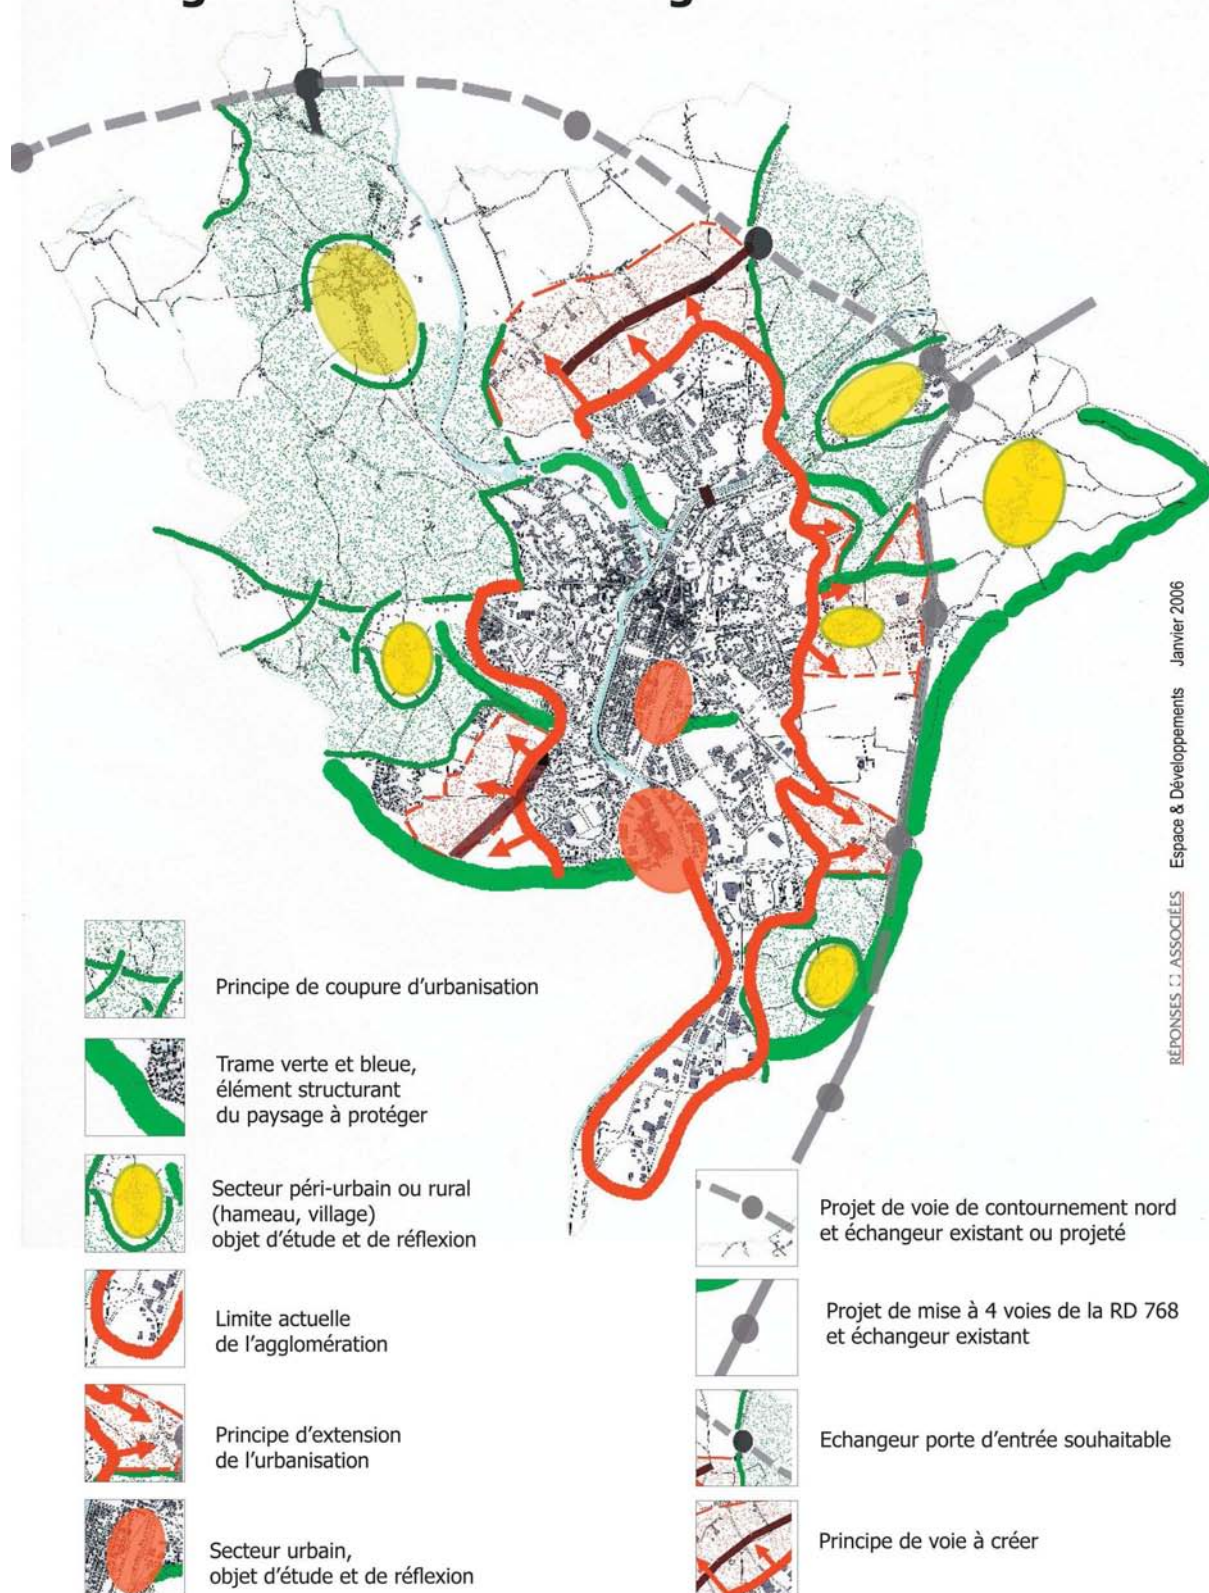 Principe de coupure d'urbanisation
Trame verte et bleue,
élément structurant
du paysage à protéger
Secteur péri-urbain ou rural
(hameau, village)
objet d'étude et de réflexion
Limite actuelle
de l'agglomération
Principe d'extension
de l'urbanisation
Secteur urbain,
objet d'étude et de réflexion
Projet de voie de contournement nord
et échangeur existant ou projeté
Projet de mise à 4 voies de la RD 768
et échangeur existant
Echangeur porte d'entrée souhaitable
Principe de voie à créer
RÉPONSES ASSOCIÉES Espace & Développements Janvier 2006